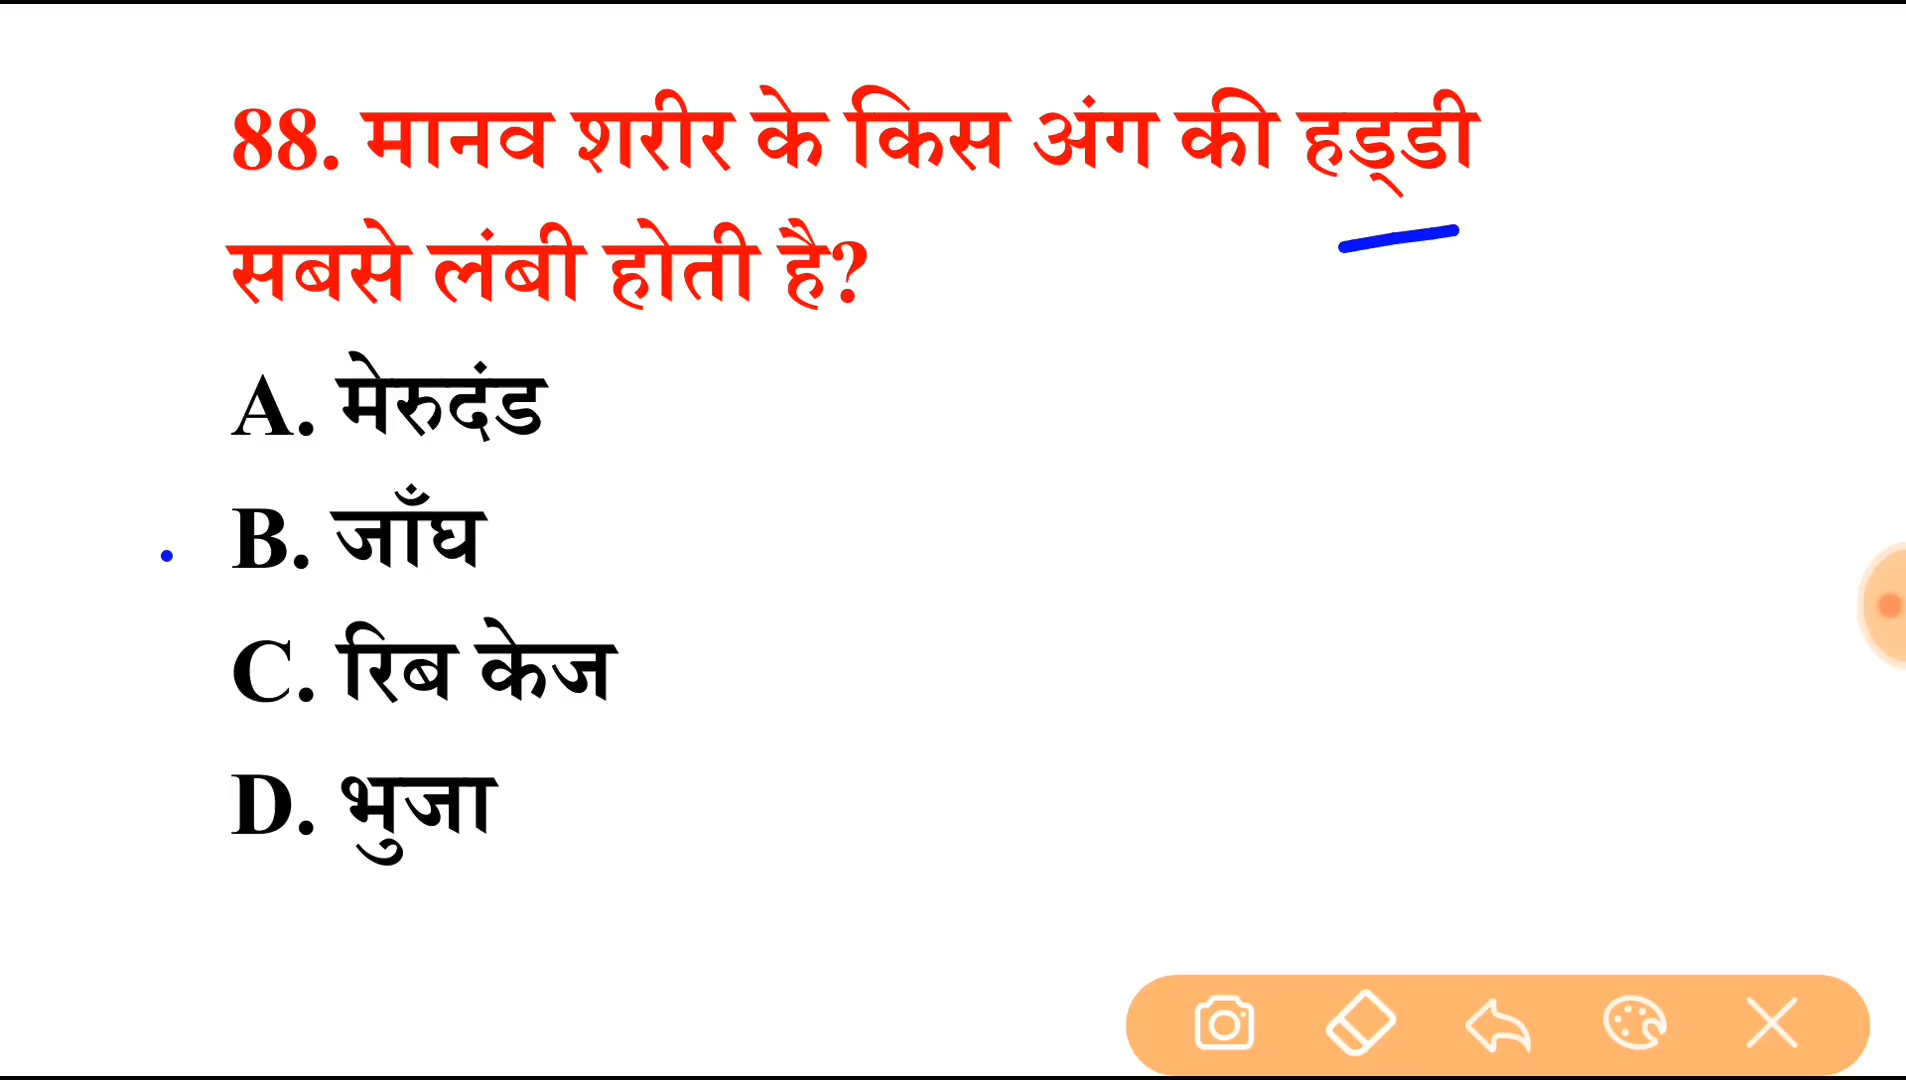 88. मानव शरीर के किस अंग की हड्‌डी
सबसे लंबी होती है?
A. मेरुदंड
B. जाँघ
C. रिब केज
D. भुजा